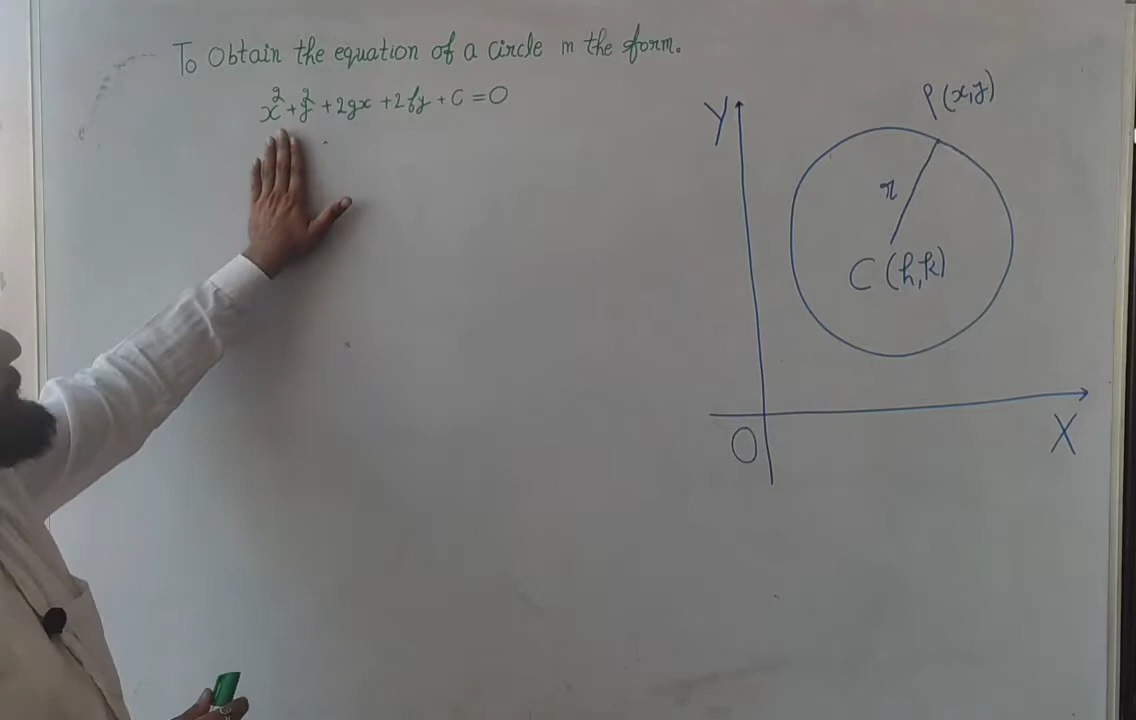 To obtain the equation of a circle in the form.
x² + y² + 2gx + 2fy + c = 0
Y
P(x,y)
r
C (h,k)
O
X